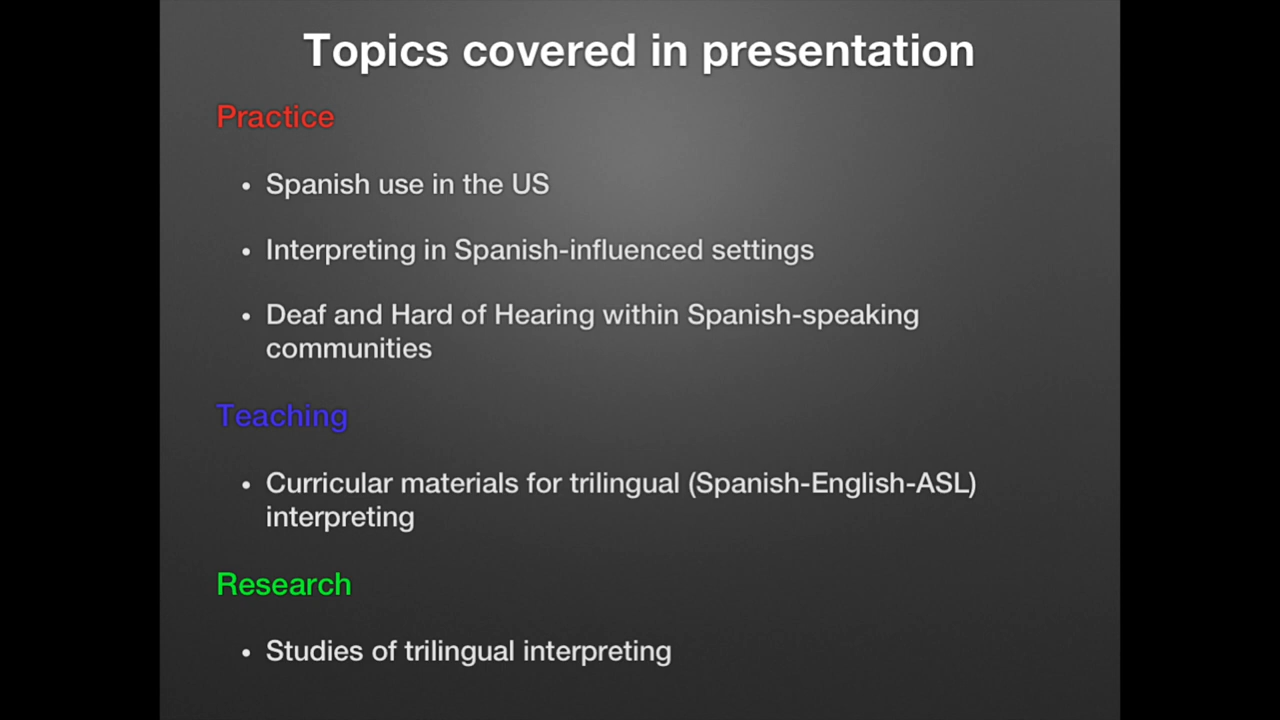 Topics covered in presentation
Practice
• Spanish use in the US
• Interpreting in Spanish-influenced settings
• Deaf and Hard of Hearing within Spanish-speaking
communities
Teaching
• Curricular materials for trilingual (Spanish-English-ASL)
interpreting
Research
• Studies of trilingual interpreting